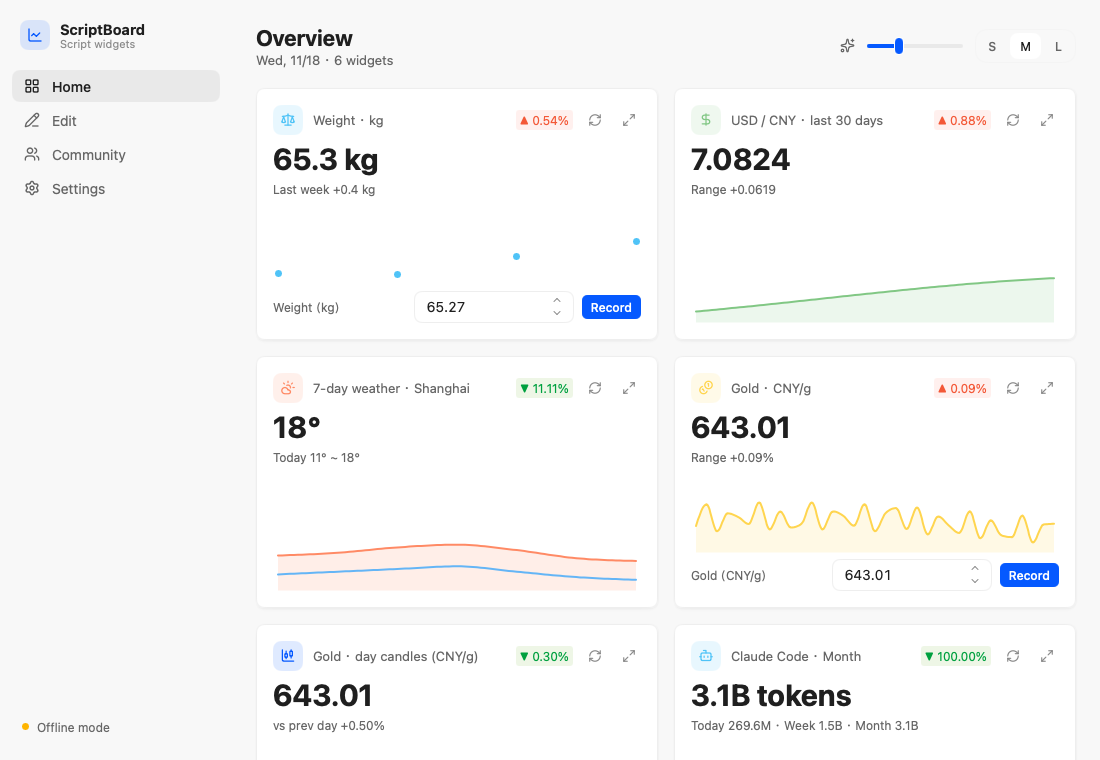 ScriptBoard
Script widgets
Home
Edit
Community
Settings
Offline mode
Overview
Wed, 11/18 · 6 widgets
S M L
Weight · kg
▲ 0.54%
65.3 kg
Last week +0.4 kg
Weight (kg)
65.27
Record
USD / CNY · last 30 days
▲ 0.88%
7.0824
Range +0.0619
7-day weather · Shanghai
▼ 11.11%
18°
Today 11° ~ 18°
Gold · CNY/g
▲ 0.09%
643.01
Range +0.09%
Gold (CNY/g)
643.01
Record
Gold · day candles (CNY/g)
▼ 0.30%
643.01
vs prev day +0.50%
Claude Code · Month
▼ 100.00%
3.1B tokens
Today 269.6M · Week 1.5B · Month 3.1B